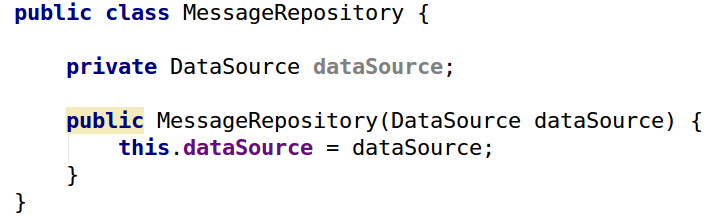 public class MessageRepository {
private DataSource dataSource;
public MessageRepository(DataSource dataSource) {
this.dataSource = dataSource;
}
}